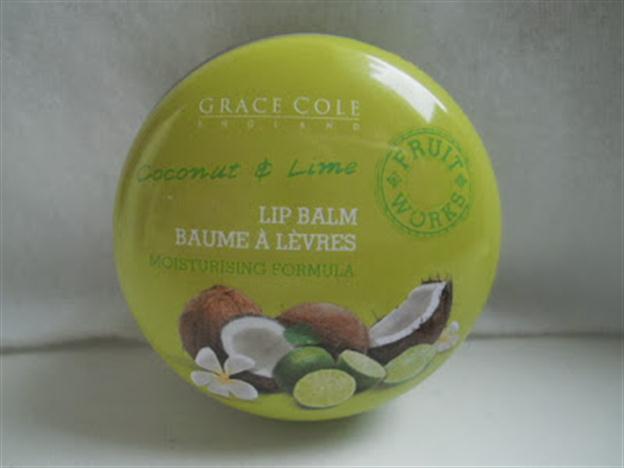 GRACE COLE
ENGLAND
Coconut & Lime
FRUIT
WORKS
LIP BALM
BAUME À LÈVRES
MOISTURISING FORMULA